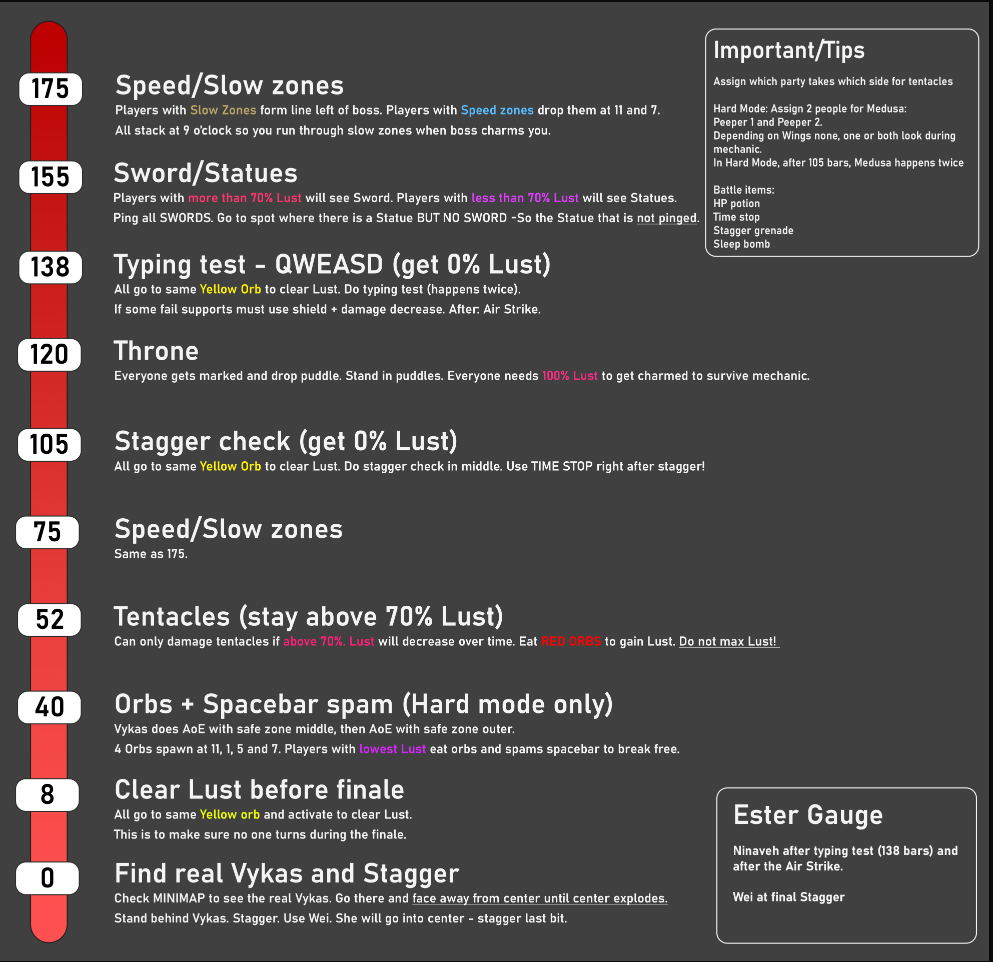 175
Speed/Slow zones
Players with Slow Zones form line left of boss. Players with Speed zones drop them at 11 and 7.
All stack at 9 o'clock so you run through slow zones when boss charms you.
155
Sword/Statues
Players with more than 70% Lust will see Sword. Players with less than 70% Lust will see Statues.
Ping all SWORDS. Go to spot where there is a Statue BUT NO SWORD -So the Statue that is not pinged.
138
Typing test - QWEASD (get 0% Lust)
All go to same Yellow Orb to clear Lust. Do typing test (happens twice).
If some fail supports must use shield + damage decrease. After: Air Strike.
120
Throne
Everyone gets marked and drop puddle. Stand in puddles. Everyone needs 100% Lust to get charmed to survive mechanic.
105
Stagger check (get 0% Lust)
All go to same Yellow Orb to clear Lust. Do stagger check in middle. Use TIME STOP right after stagger!
75
Speed/Slow zones
Same as 175.
52
Tentacles (stay above 70% Lust)
Can only damage tentacles if above 70%. Lust will decrease over time. Eat RED ORBS to gain Lust. Do not max Lust!
40
Orbs + Spacebar spam (Hard mode only)
Vykas does AoE with safe zone middle, then AoE with safe zone outer.
4 Orbs spawn at 11, 1, 5 and 7. Players with lowest Lust eat orbs and spams spacebar to break free.
8
Clear Lust before finale
All go to same Yellow orb and activate to clear Lust.
This is to make sure no one turns during the finale.
0
Find real Vykas and Stagger
Check MINIMAP to see the real Vykas. Go there and face away from center until center explodes.
Stand behind Vykas. Stagger. Use Wei. She will go into center - stagger last bit.
Important/Tips
Assign which party takes which side for tentacles
Hard Mode: Assign 2 people for Medusa:
Peeper 1 and Peeper 2.
Depending on Wings none, one or both look during
mechanic.
In Hard Mode, after 105 bars, Medusa happens twice
Battle items:
HP potion
Time stop
Stagger grenade
Sleep bomb
Ester Gauge
Ninaveh after typing test (138 bars) and
after the Air Strike.
Wei at final Stagger